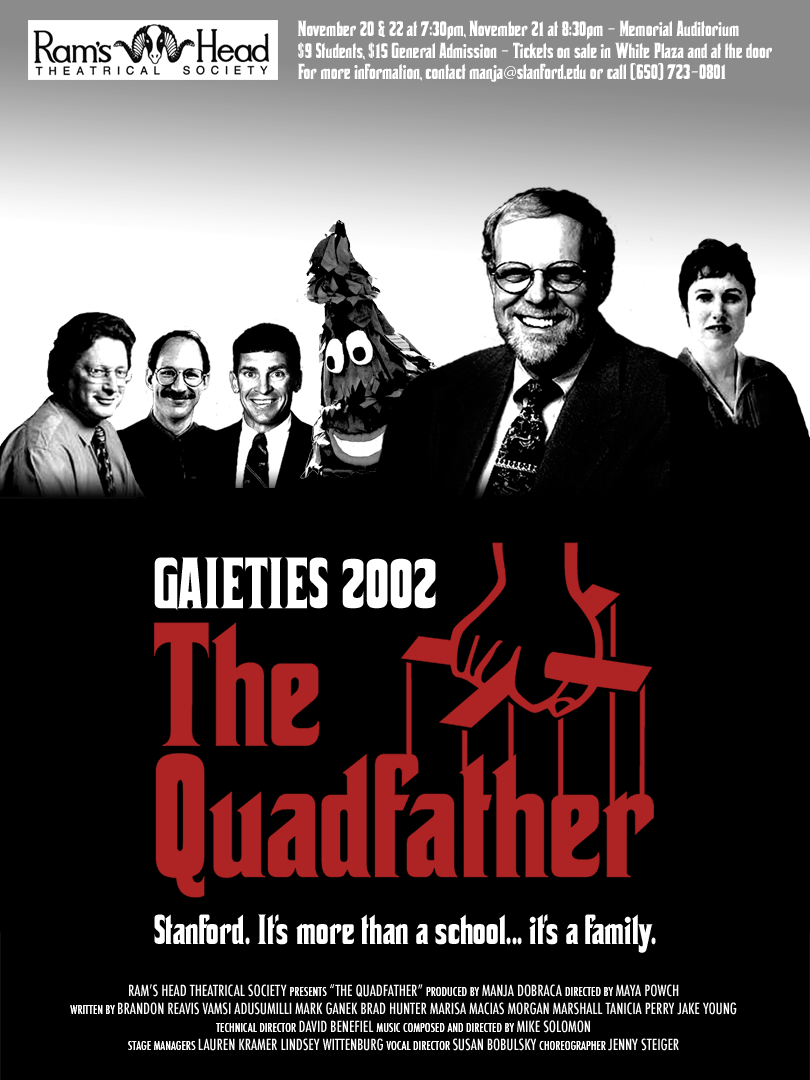 Ram's Head
THEATRICAL SOCIETY
November 20 & 22 at 7:30pm, November 21 at 8:30pm - Memorial Auditorium
$9 Students, $15 General Admission - Tickets on sale in White Plaza and at the door
For more information, contact manja@stanford.edu or call (650) 723-0801
GAIETIES 2002
The
Quadfather
Stanford. It's more than a school... it's a family.
RAM'S HEAD THEATRICAL SOCIETY PRESENTS "THE QUADFATHER" PRODUCED BY MANJA DOBRACA DIRECTED BY MAYA POWCH
WRITTEN BY BRANDON REAVIS VAMSI ADUSUMILLI MARK GANEK BRAD HUNTER MARISA MACIAS MORGAN MARSHALL TANICIA PERRY JAKE YOUNG
TECHNICAL DIRECTOR DAVID BENEFIEL MUSIC COMPOSED AND DIRECTED BY MIKE SOLOMON
STAGE MANAGERS LAUREN KRAMER LINDSEY WITTENBURG VOCAL DIRECTOR SUSAN BOBULSKY CHOREOGRAPHER JENNY STEIGER